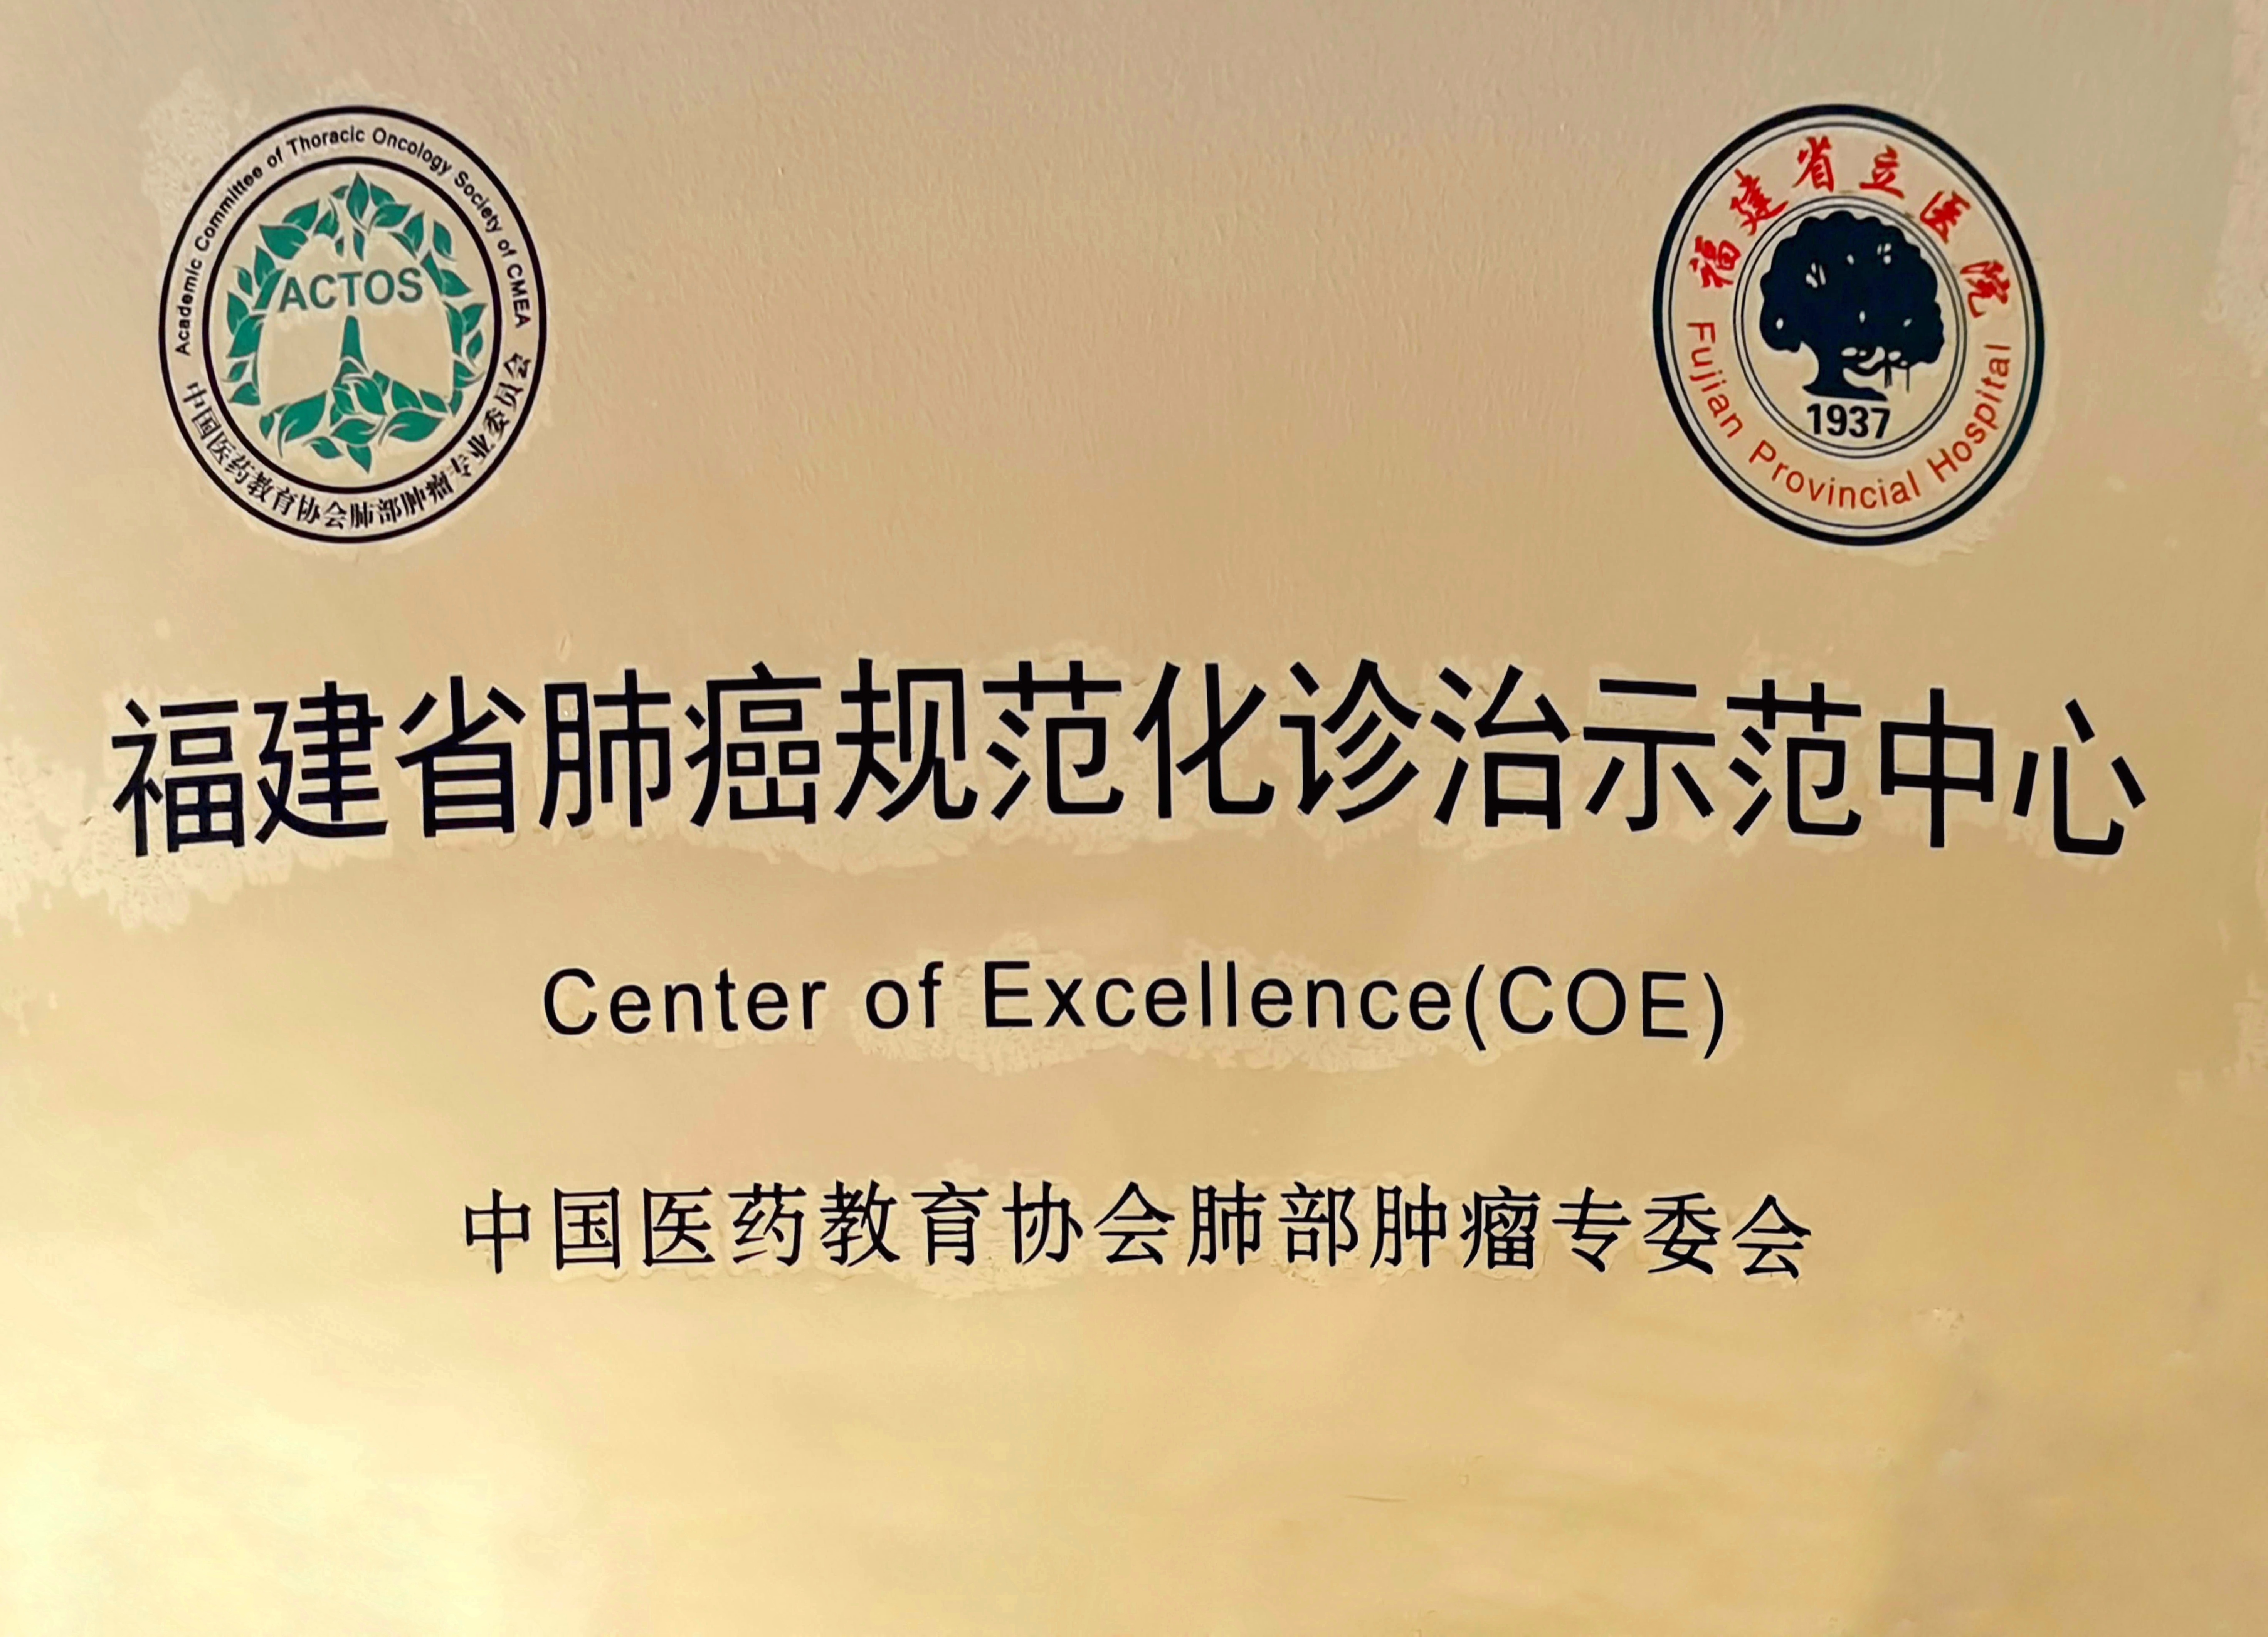 Academic Committee of Thoracic Oncology Society of CMEA
ACTOS
中国医药教育协会肺部肿瘤专业委员会
福建省立医院
1937
Fujian Provincial Hospital
福建省肺癌规范化诊治示范中心
Center of Excellence(COE)
中国医药教育协会肺部肿瘤专委会